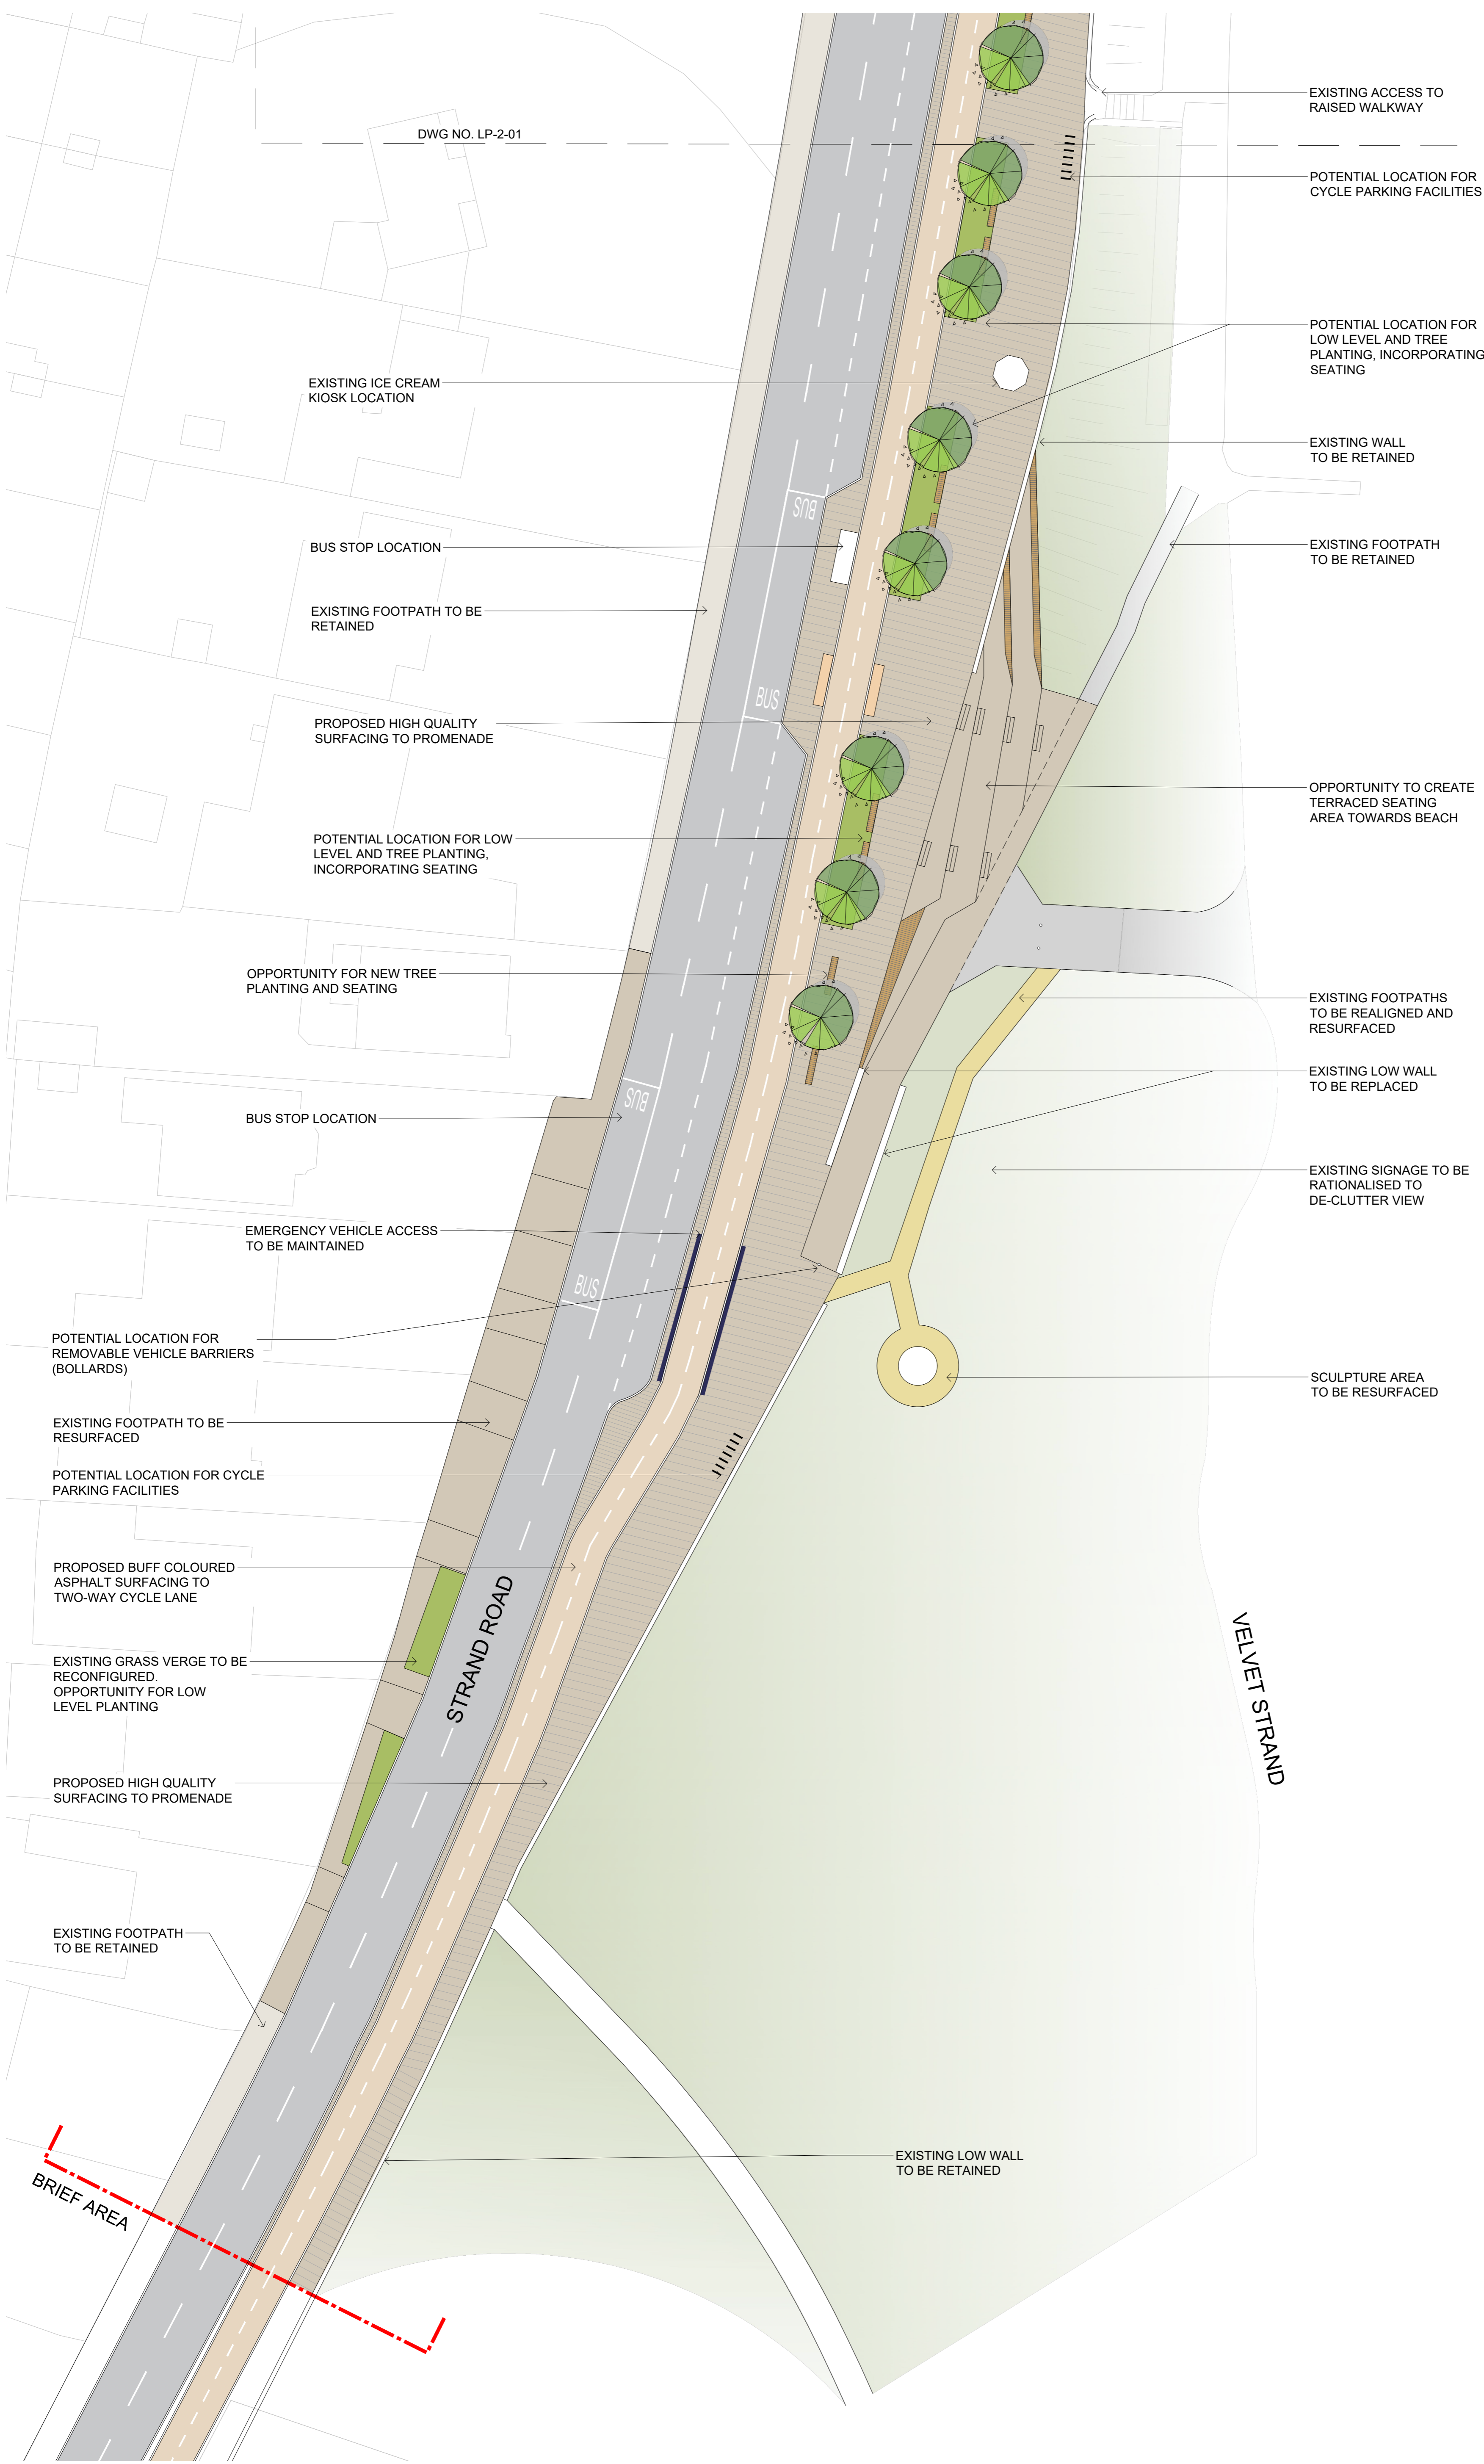 DWG NO. LP-2-01
EXISTING ACCESS TO
RAISED WALKWAY
POTENTIAL LOCATION FOR
CYCLE PARKING FACILITIES
POTENTIAL LOCATION FOR
LOW LEVEL AND TREE
PLANTING, INCORPORATING
SEATING
EXISTING ICE CREAM
KIOSK LOCATION
EXISTING WALL
TO BE RETAINED
BUS
BUS STOP LOCATION
EXISTING FOOTPATH
TO BE RETAINED
EXISTING FOOTPATH TO BE
RETAINED
BUS
PROPOSED HIGH QUALITY
SURFACING TO PROMENADE
OPPORTUNITY TO CREATE
TERRACED SEATING
AREA TOWARDS BEACH
POTENTIAL LOCATION FOR LOW
LEVEL AND TREE PLANTING,
INCORPORATING SEATING
OPPORTUNITY FOR NEW TREE
PLANTING AND SEATING
EXISTING FOOTPATHS
TO BE REALIGNED AND
RESURFACED
EXISTING LOW WALL
TO BE REPLACED
BUS
BUS STOP LOCATION
EXISTING SIGNAGE TO BE
RATIONALISED TO
DE-CLUTTER VIEW
EMERGENCY VEHICLE ACCESS
TO BE MAINTAINED
BUS
POTENTIAL LOCATION FOR
REMOVABLE VEHICLE BARRIERS
(BOLLARDS)
SCULPTURE AREA
TO BE RESURFACED
EXISTING FOOTPATH TO BE
RESURFACED
POTENTIAL LOCATION FOR CYCLE
PARKING FACILITIES
PROPOSED BUFF COLOURED
ASPHALT SURFACING TO
TWO-WAY CYCLE LANE
STRAND ROAD
VELVET STRAND
EXISTING GRASS VERGE TO BE
RECONFIGURED.
OPPORTUNITY FOR LOW
LEVEL PLANTING
PROPOSED HIGH QUALITY
SURFACING TO PROMENADE
EXISTING FOOTPATH
TO BE RETAINED
EXISTING LOW WALL
TO BE RETAINED
BRIEF AREA